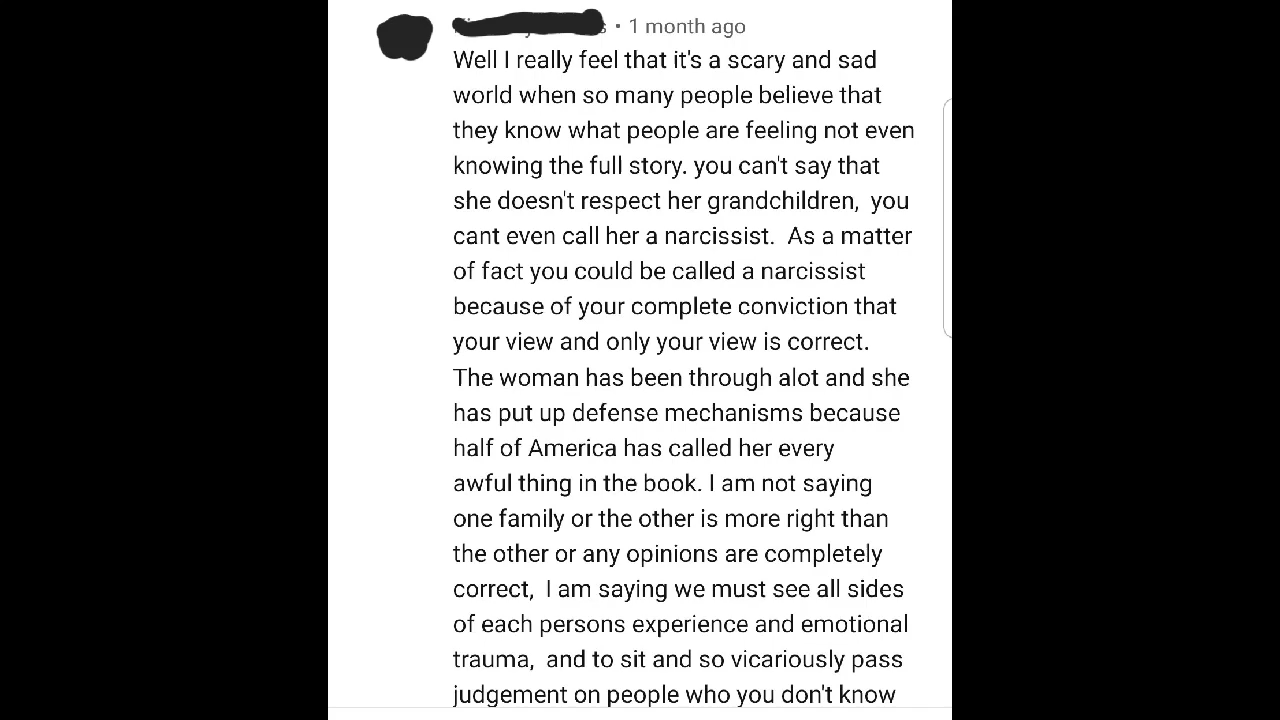 • 1 month ago
Well I really feel that it's a scary and sad
world when so many people believe that
they know what people are feeling not even
knowing the full story. you can't say that
she doesn't respect her grandchildren,  you
cant even call her a narcissist.  As a matter
of fact you could be called a narcissist
because of your complete conviction that
your view and only your view is correct.
The woman has been through alot and she
has put up defense mechanisms because
half of America has called her every
awful thing in the book. I am not saying
one family or the other is more right than
the other or any opinions are completely
correct,  I am saying we must see all sides
of each persons experience and emotional
trauma,  and to sit and so vicariously pass
judgement on people who you don't know